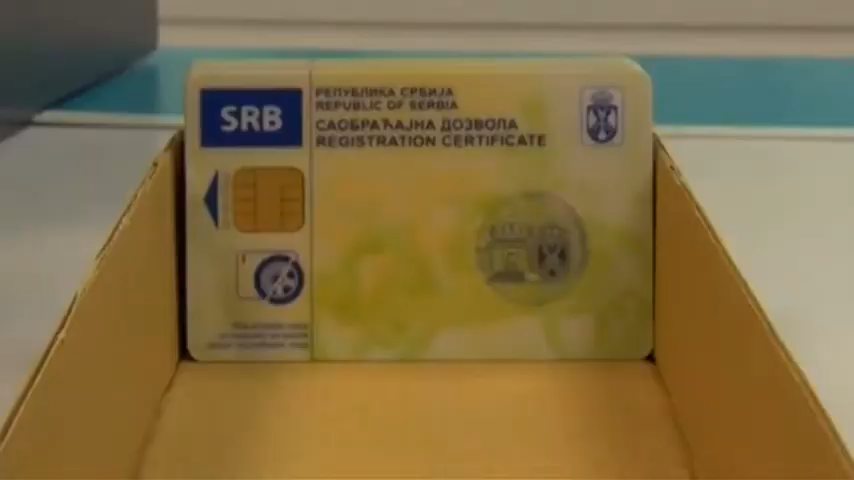 SRB
РЕПУБЛИКА СРБИЈА
REPUBLIC OF SERBIA
САОБРАЋАЈНА ДОЗВОЛА
REGISTRATION CERTIFICATE